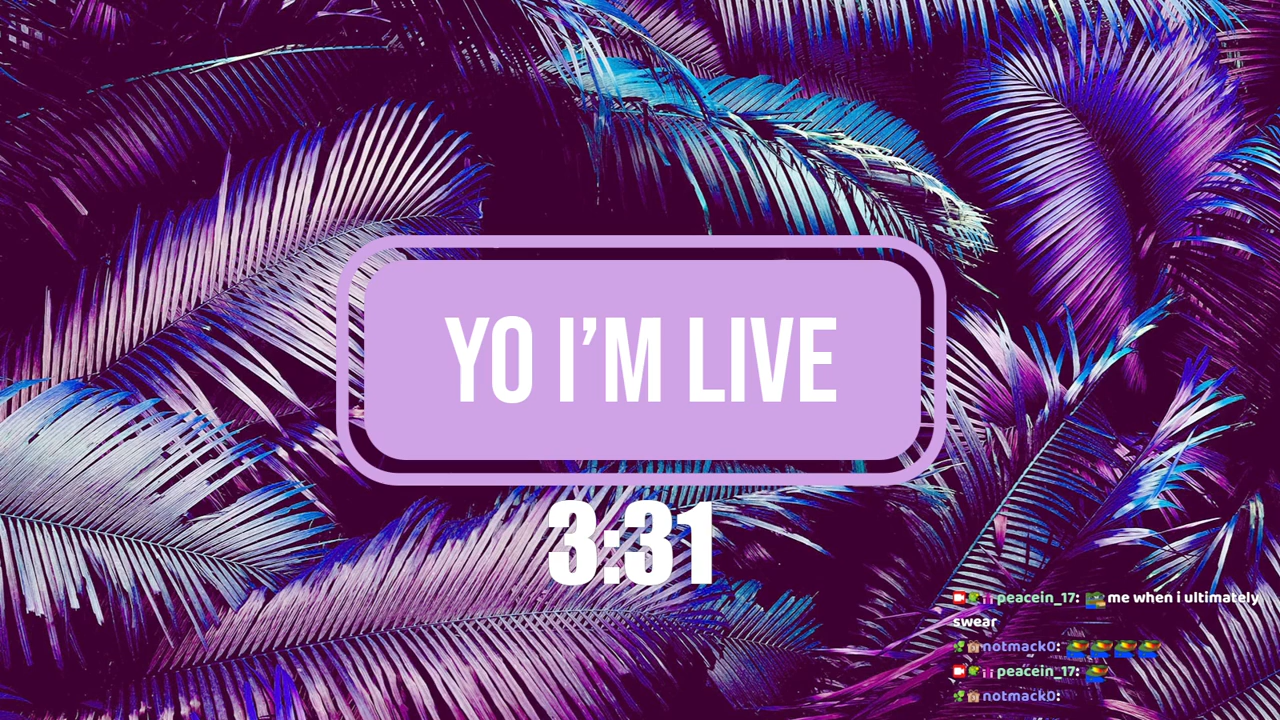 YO I’M LIVE
3:31
peacein_17: me when i ultimately
swear
notmack0:
peacein_17:
notmack0: